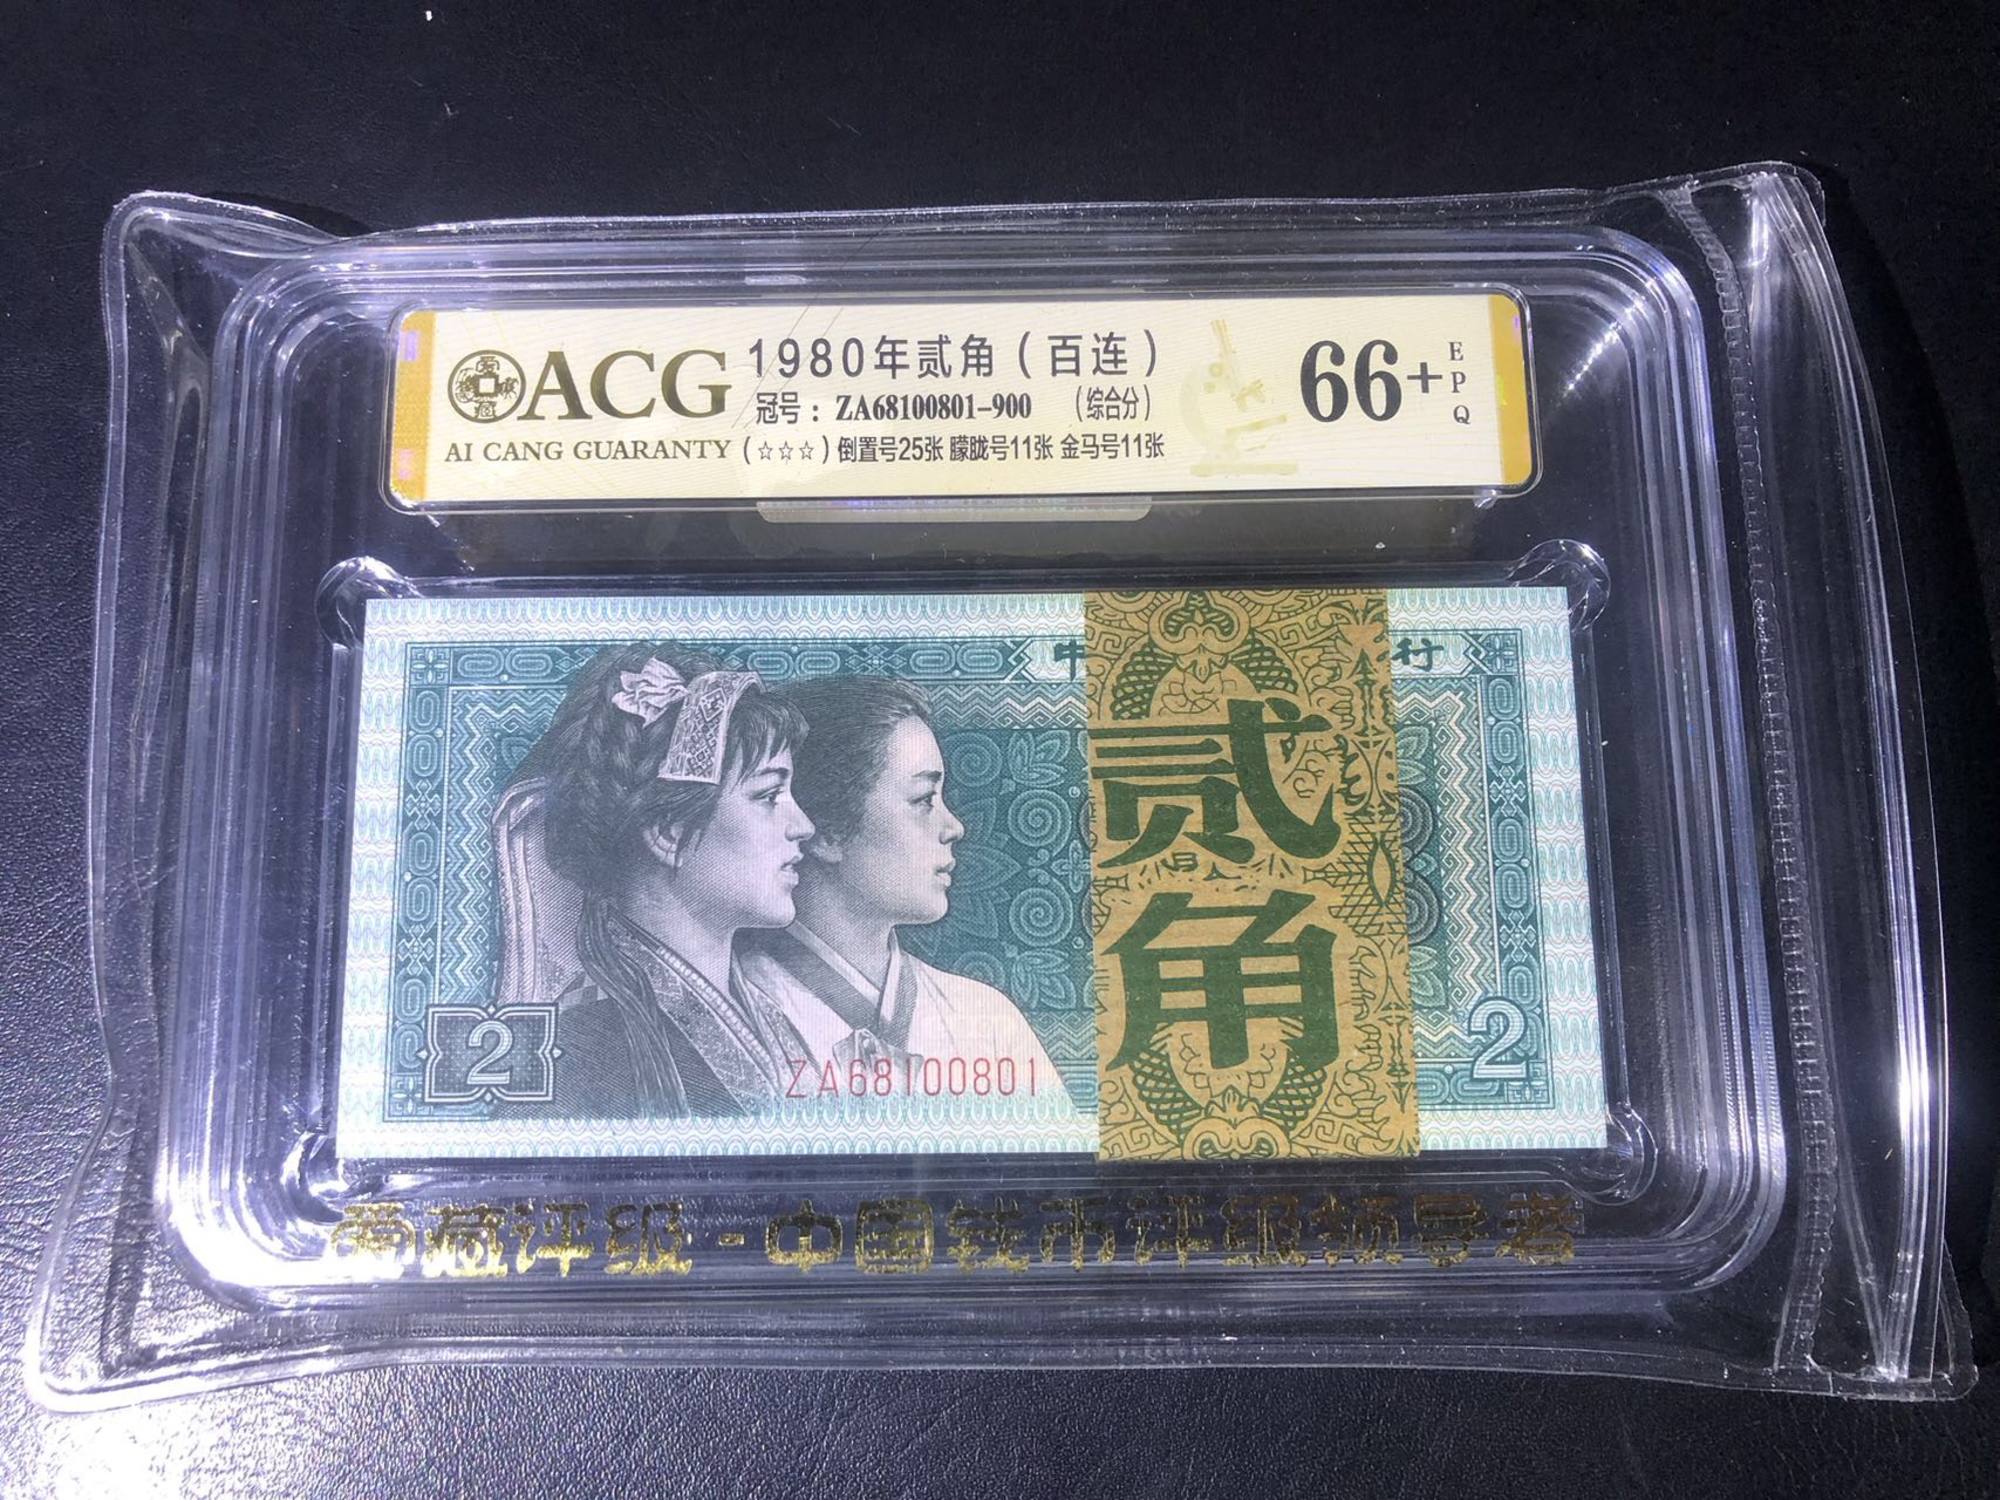 爱藏
ACG
AI CANG GUARANTY
1980年贰角（百连）
冠号：ZA68100801-900 （综合分）
(☆☆☆) 倒置号25张 朦胧号11张 金马号11张
66+
EPQ
行
贰角
2
ZA68100801
2
爱藏评级-中国钱币评级领导者